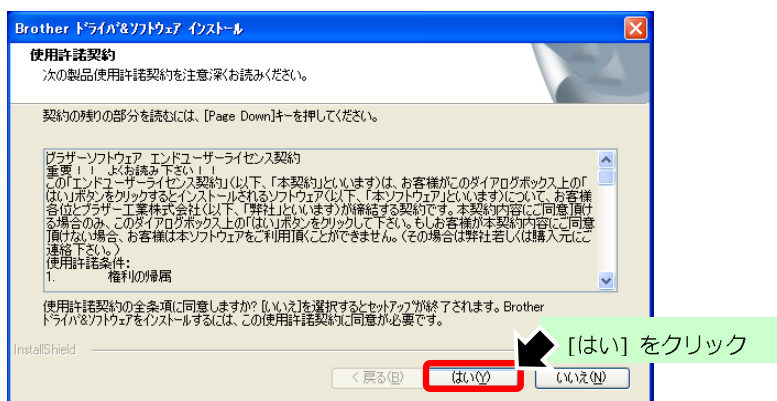 Brother ﾄﾞﾗｲﾊﾞ&ｿﾌﾄｳｪｱ ｲﾝｽﾄｰﾙ
使用許諾契約
次の製品使用許諾契約を注意深くお読みください。
契約の残りの部分を読むには、[Page Down]キーを押してください。
ブラザーソフトウェア エンドユーザーライセンス契約
重要！！ よくお読み下さい！！
この「エンドユーザーライセンス契約」(以下、「本契約」といいます)は、お客様がこのダイアログボックス上の「
はい」ボタンをクリックするとインストールされるソフトウェア(以下、「本ソフトウェア」といいます)について、お客様
各位とブラザー工業株式会社(以下、「弊社」といいます)が締結する契約です。本契約内容にご同意頂け
る場合のみ、このダイアログボックス上の「はい」ボタンをクリックして下さい。もしお客様が本契約内容にご同意
頂けない場合、お客様は本ソフトウェアをご利用頂くことができません。(その場合は弊社若しくは購入元にご
連絡下さい。)
使用許諾条件:
1. 権利の帰属
使用許諾契約の全条項に同意しますか? [いいえ]を選択するとｾｯﾄｱｯﾌﾟが終了されます。Brother
ﾄﾞﾗｲﾊﾞ&ｿﾌﾄｳｪｱをｲﾝｽﾄｰﾙするには、この使用許諾契約に同意が必要です。
[はい] をクリック
InstallShield
< 戻る(B) はい(Y) いいえ(N)